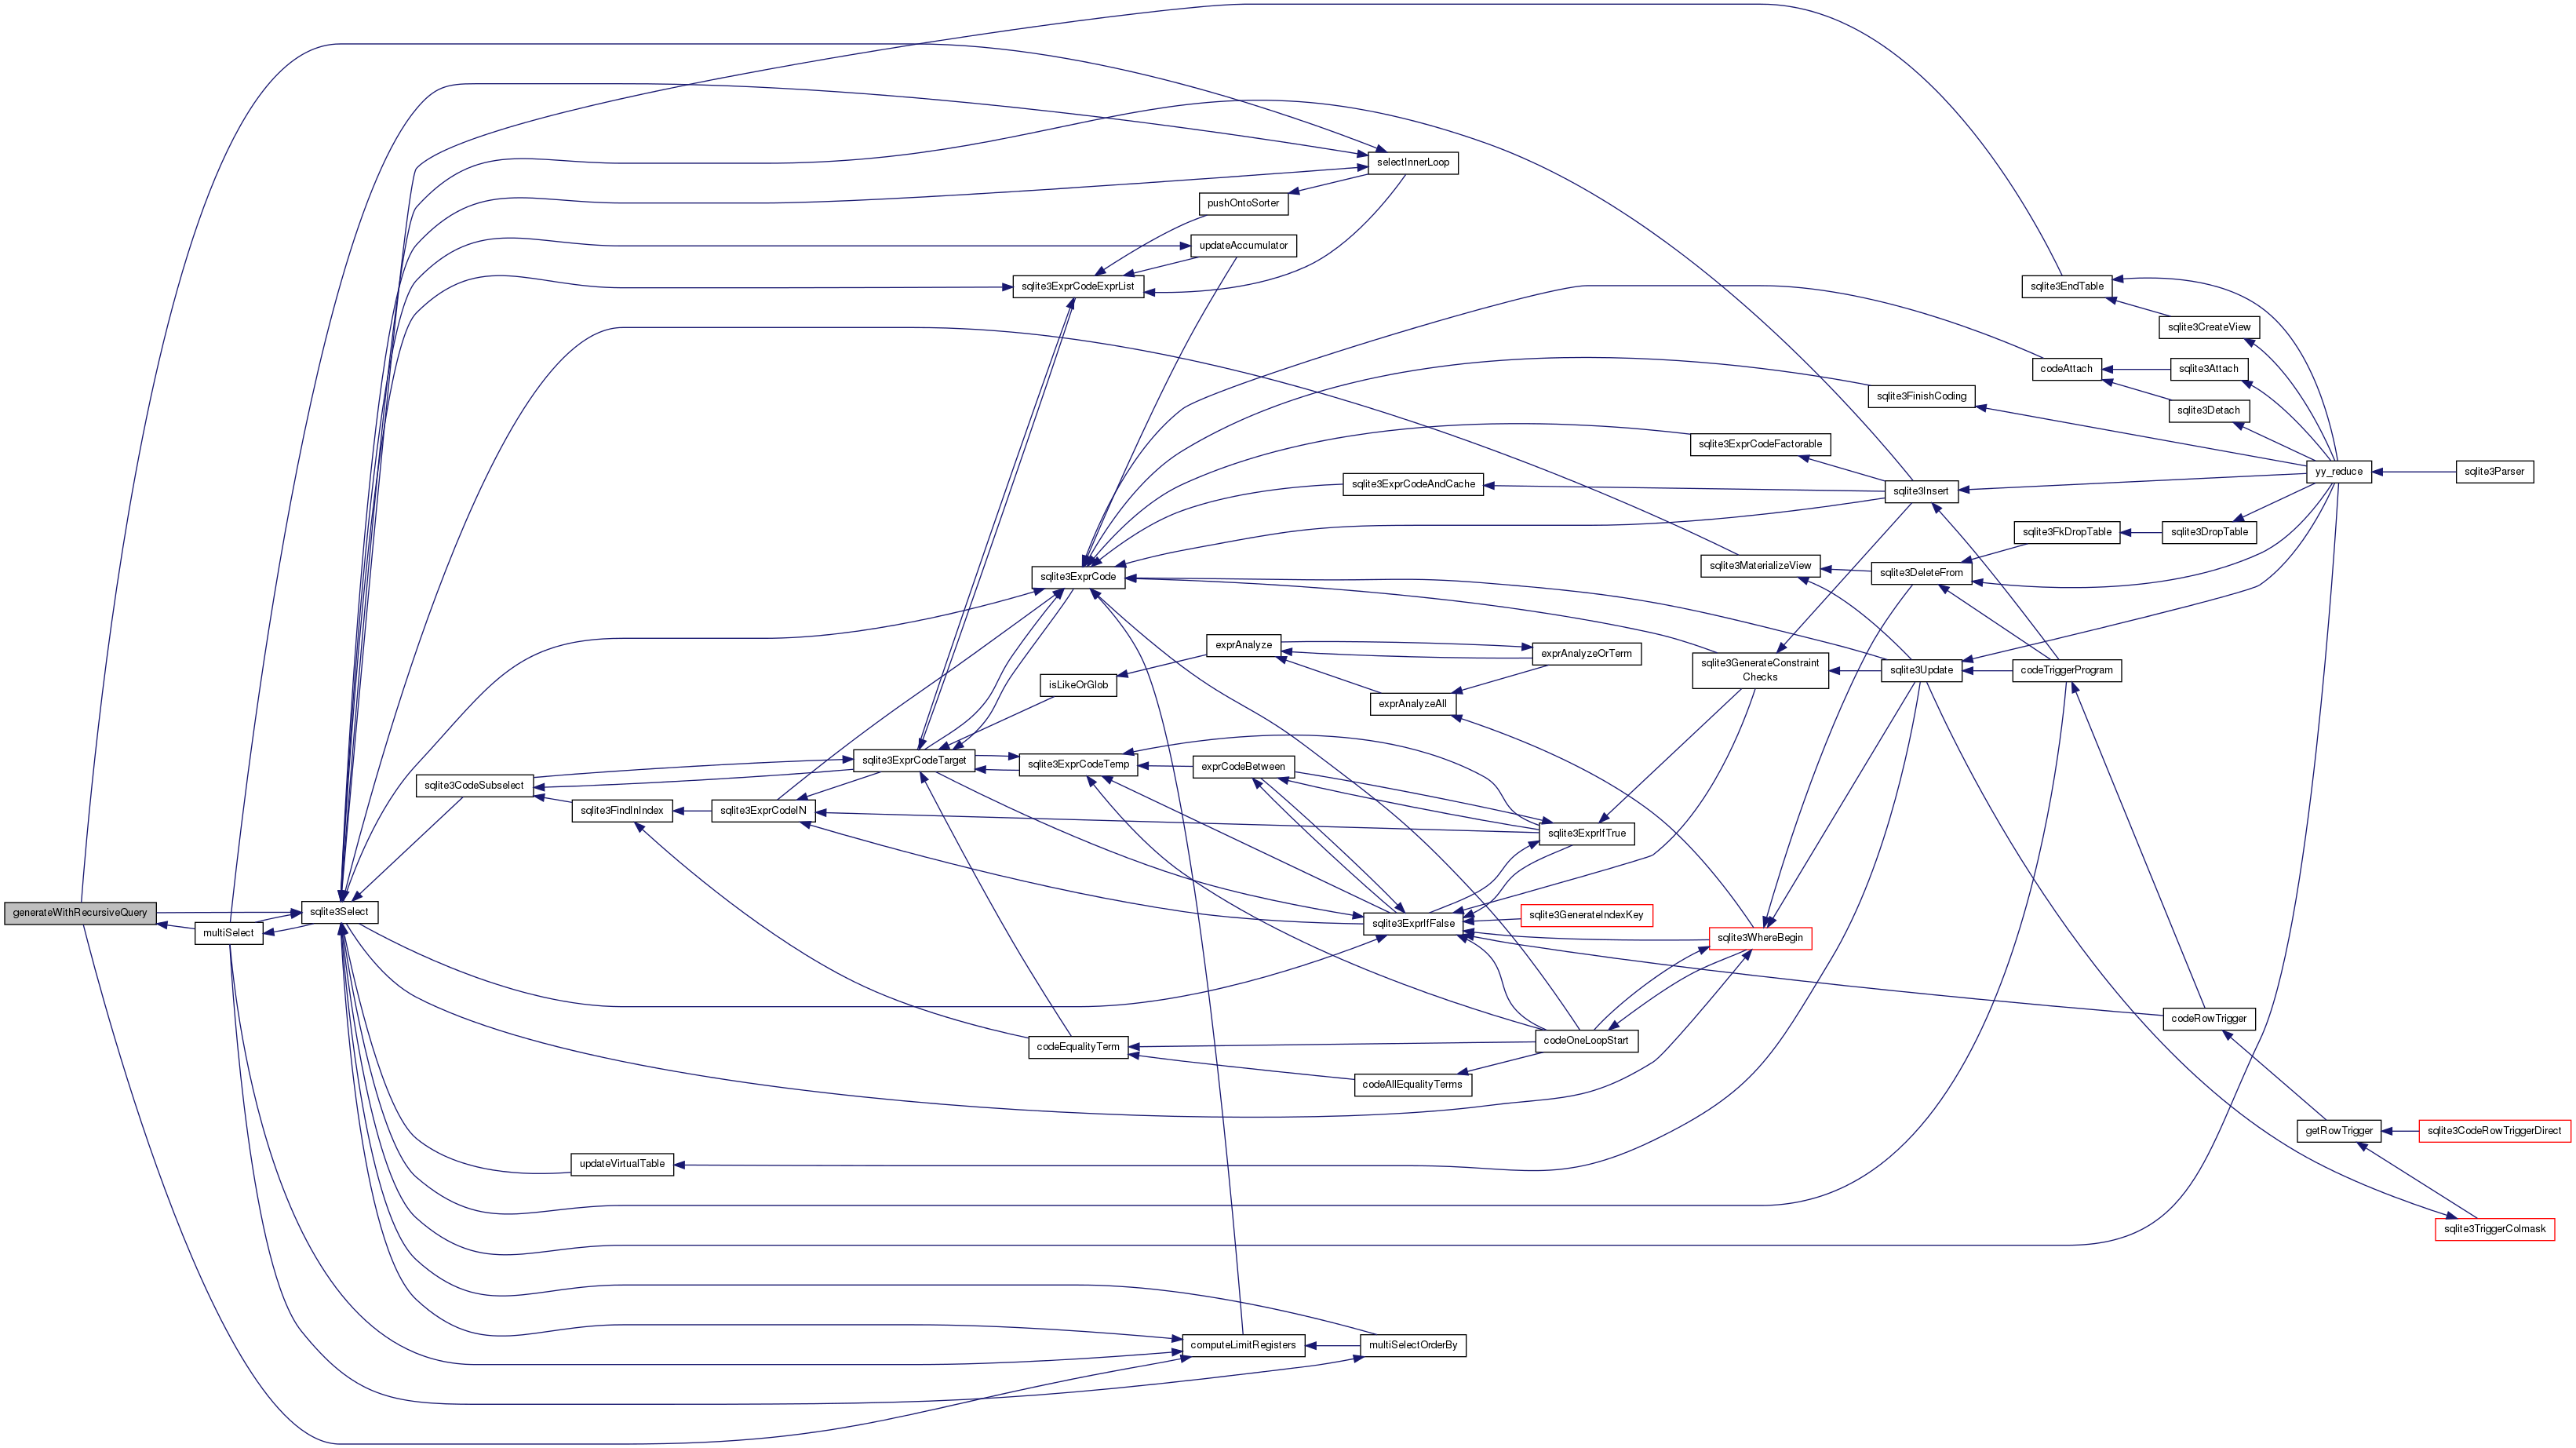 selectInnerLoop
pushOntoSorter
updateAccumulator
sqlite3ExprCodeExprList
sqlite3EndTable
sqlite3CreateView
codeAttach
sqlite3Attach
sqlite3FinishCoding
sqlite3Detach
sqlite3ExprCodeFactorable
yy_reduce
sqlite3Parser
sqlite3ExprCodeAndCache
sqlite3Insert
sqlite3FkDropTable
sqlite3DropTable
sqlite3MaterializeView
sqlite3DeleteFrom
sqlite3ExprCode
exprAnalyze
exprAnalyzeOrTerm
sqlite3GenerateConstraint
Checks
sqlite3Update
codeTriggerProgram
isLikeOrGlob
exprAnalyzeAll
sqlite3ExprCodeTarget
sqlite3ExprCodeTemp
exprCodeBetween
sqlite3CodeSubselect
sqlite3FindInIndex
sqlite3ExprCodeIN
sqlite3ExprIfTrue
generateWithRecursiveQuery
sqlite3Select
multiSelect
sqlite3ExprIfFalse
sqlite3GenerateIndexKey
sqlite3WhereBegin
codeRowTrigger
codeEqualityTerm
codeOneLoopStart
codeAllEqualityTerms
getRowTrigger
sqlite3CodeRowTriggerDirect
updateVirtualTable
sqlite3TriggerColmask
computeLimitRegisters
multiSelectOrderBy